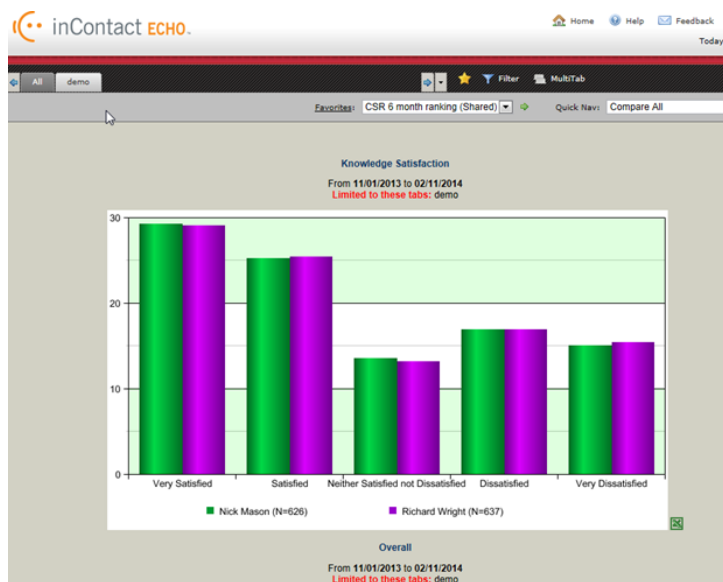 inContact ECHO
Home Help Feedback
Today
All demo Filter MultiTab
Favorites: CSR 6 month ranking (Shared) Quick Nav: Compare All
Knowledge Satisfaction
From 11/01/2013 to 02/11/2014
Limited to these tabs: demo
30
20
10
0
Very Satisfied Satisfied Neither Satisfied not Dissatisfied Dissatisfied Very Dissatisfied
Nick Mason (N=626) Richard Wright (N=637)
Overall
From 11/01/2013 to 02/11/2014
Limited to these tabs: demo